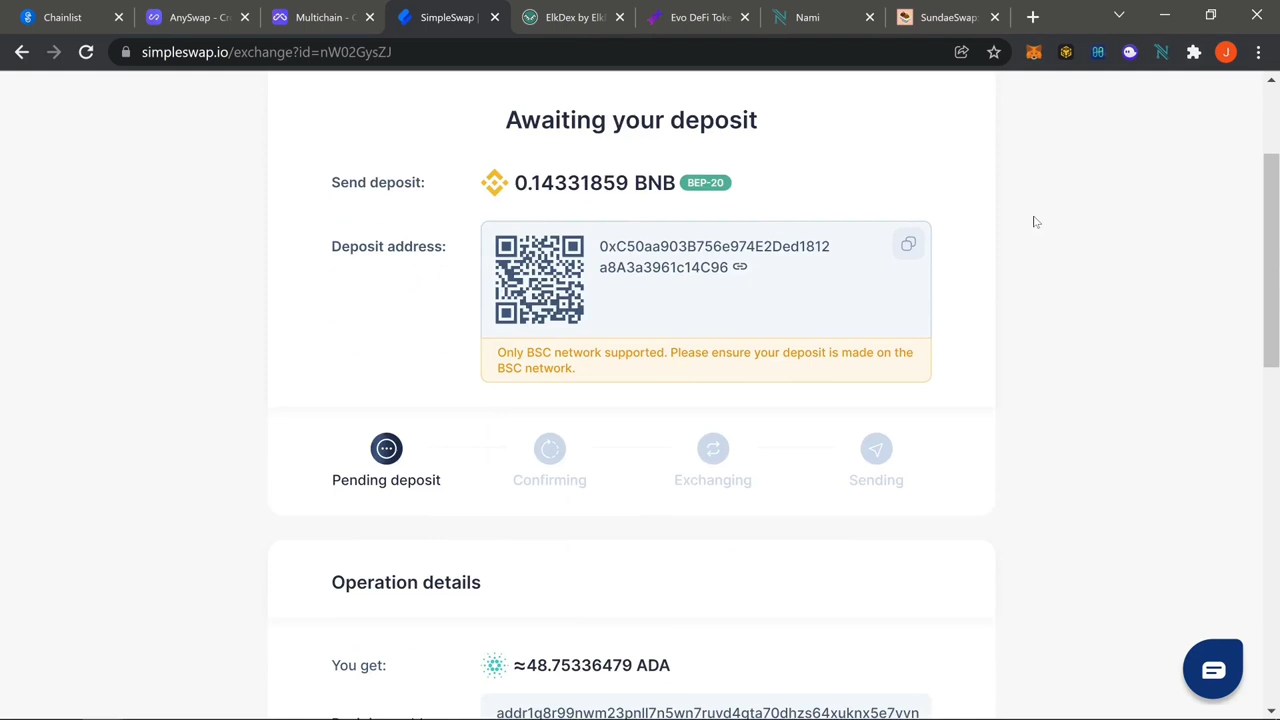 Chainlist
AnySwap - Cro
Multichain - C
SimpleSwap |
ElkDex by Elk
Evo DeFi Toke
Nami
SundaeSwap:
simpleswap.io/exchange?id=nW02GysZJ
J
Awaiting your deposit
Send deposit:
0.14331859 BNB BEP-20
Deposit address:
0xC50aa903B756e974E2Ded1812
a8A3a3961c14C96
Only BSC network supported. Please ensure your deposit is made on the
BSC network.
Pending deposit
Confirming
Exchanging
Sending
Operation details
You get:
≈48.75336479 ADA